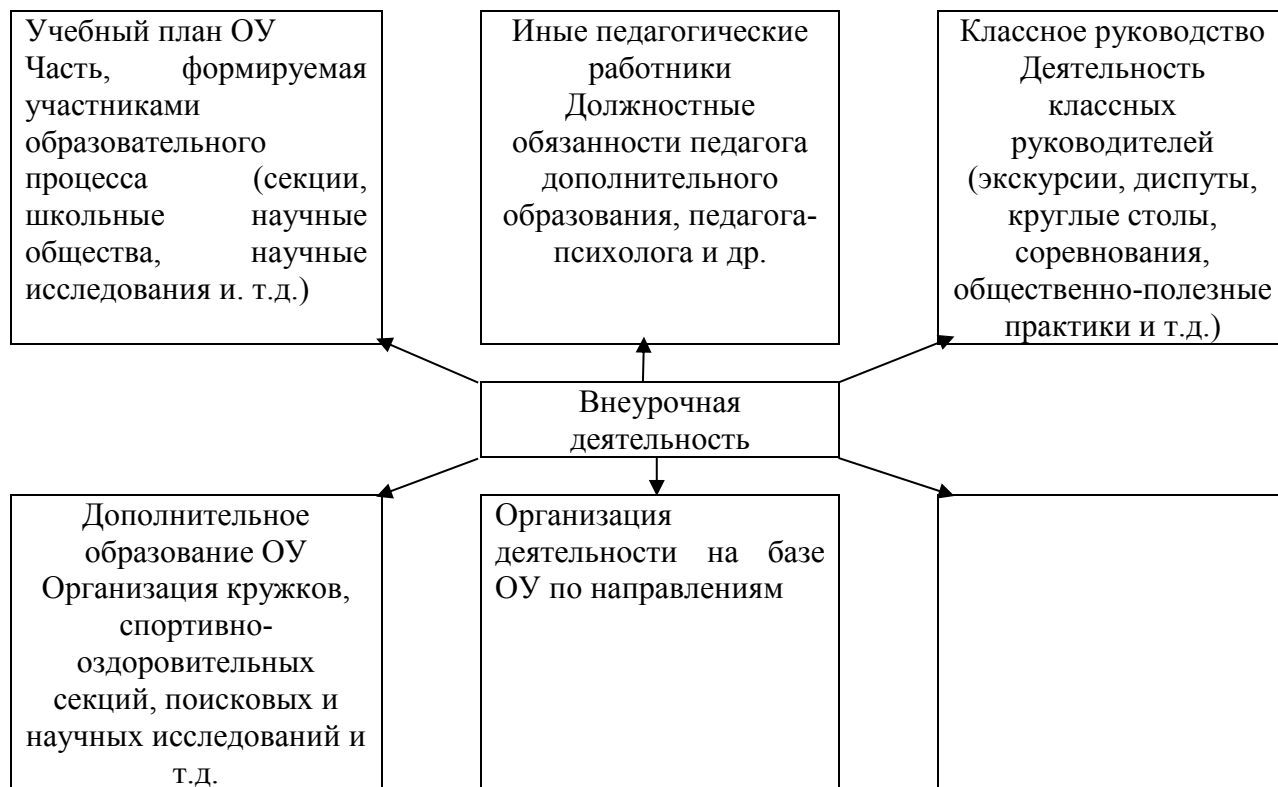 Учебный план ОУ
Часть, формируемая
участниками
образовательного
процесса (секции,
школьные научные
общества, научные
исследования и. т.д.)
Иные педагогические
работники
Должностные
обязанности педагога
дополнительного
образования, педагога-
психолога и др.
Классное руководство
Деятельность
классных
руководителей
(экскурсии, диспуты,
круглые столы,
соревнования,
общественно-полезные
практики и т.д.)
Внеурочная
деятельность
Дополнительное
образование ОУ
Организация кружков,
спортивно-
оздоровительных
секций, поисковых и
научных исследований и
т.д.
Организация
деятельности на базе
ОУ по направлениям